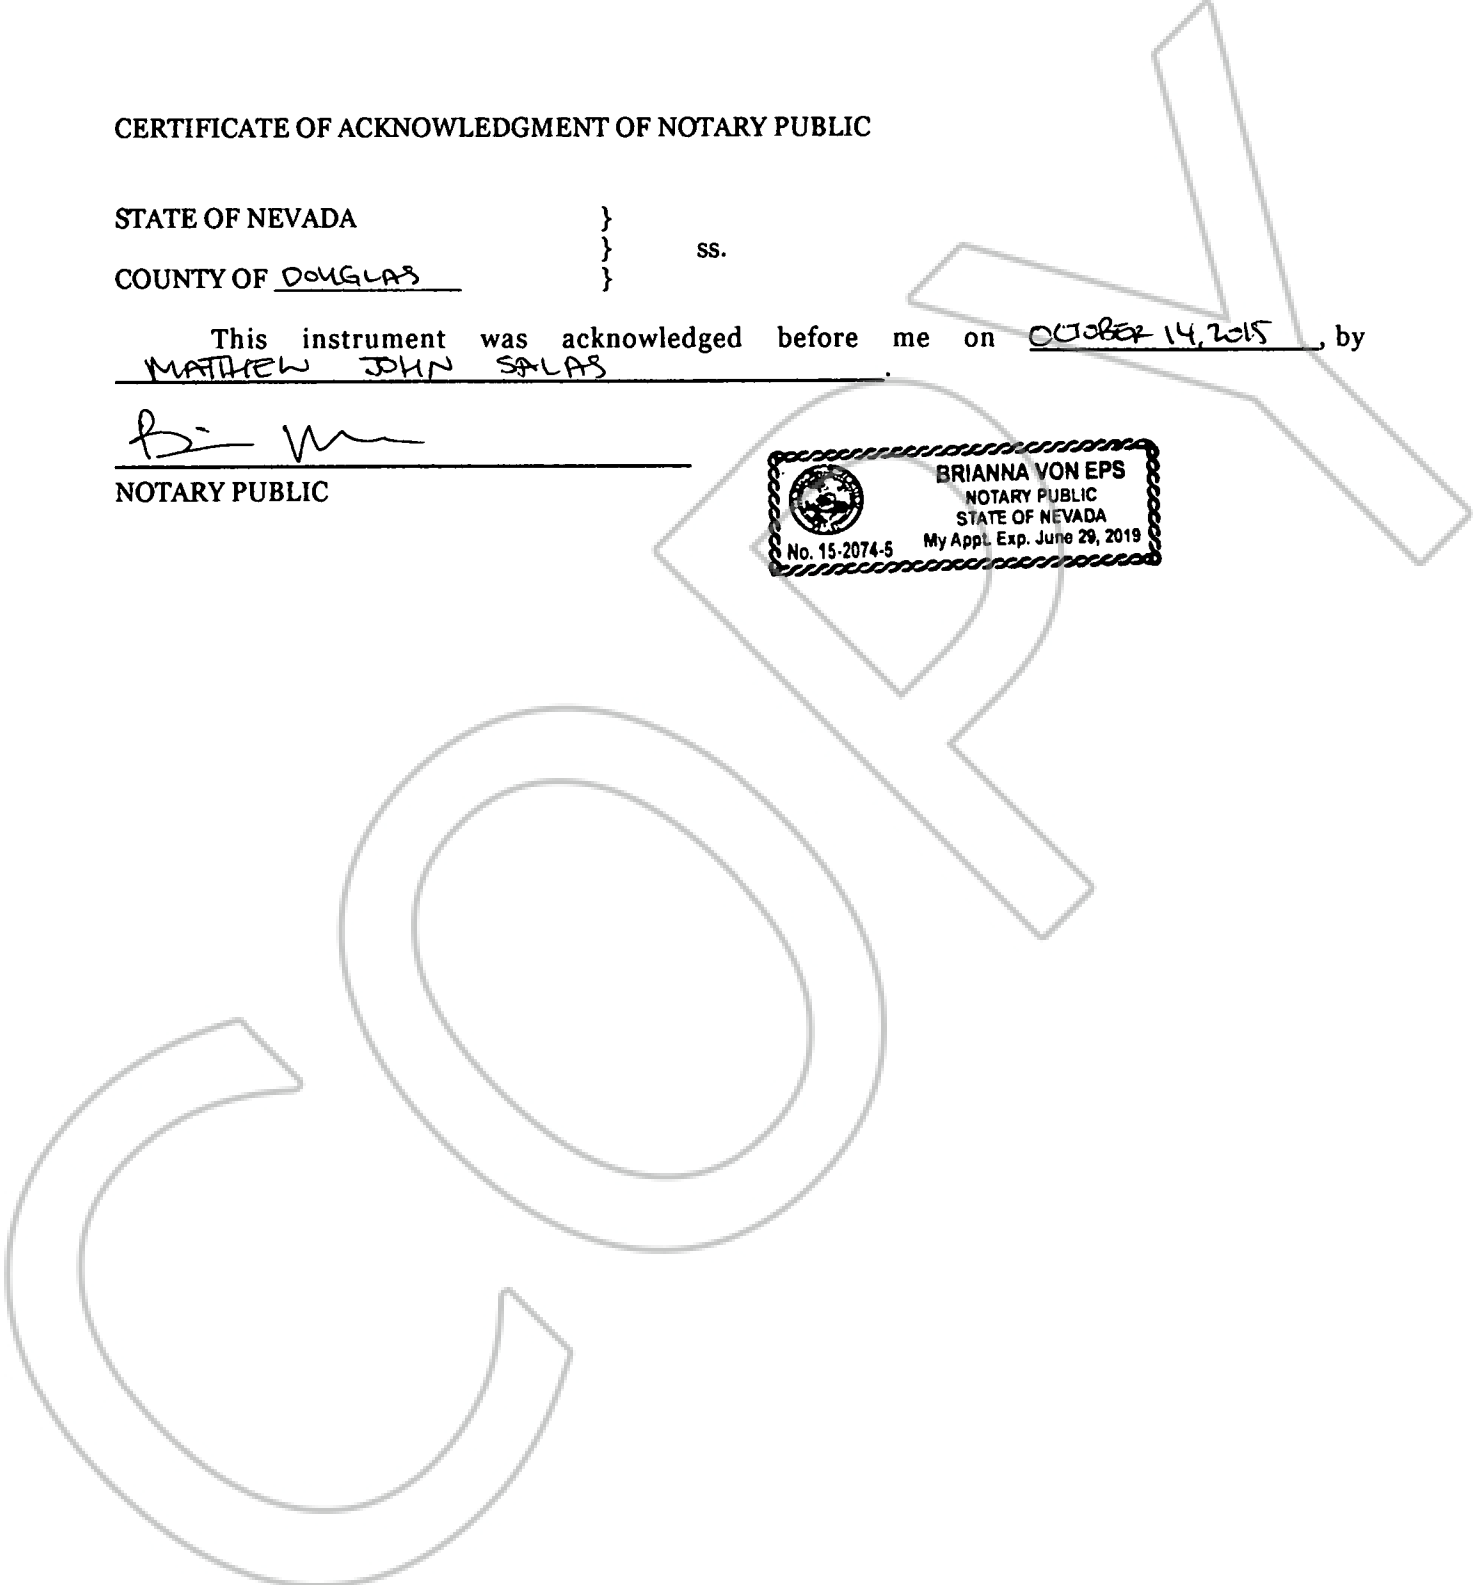 CERTIFICATE OF ACKNOWLEDGMENT OF NOTARY PUBLIC
STATE OF NEVADA }
} ss.
COUNTY OF DOUGLAS }
This instrument was acknowledged before me on OCTOBER 14, 2015, by
MATTHEW JOHN SALAS.
NOTARY PUBLIC
BRIANNA VON EPS
NOTARY PUBLIC
STATE OF NEVADA
No. 15-2074-5 My Appt. Exp. June 29, 2019
COPY